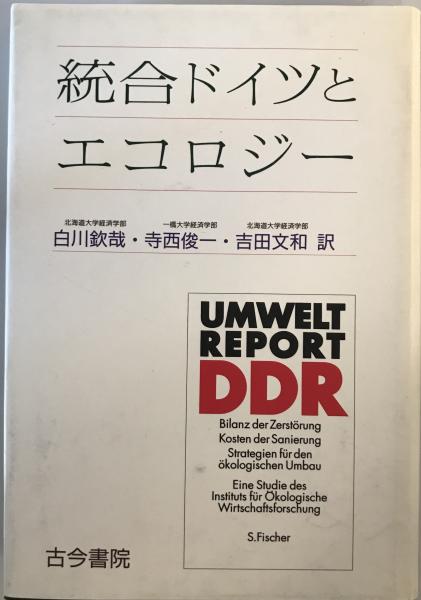 統合ドイツと
エコロジー
北海道大学経済学部 一橋大学経済学部 北海道大学経済学部
白川欽哉・寺西俊一・吉田文和 訳
UMWELT
REPORT
DDR
Bilanz der Zerstörung
Kosten der Sanierung
Strategien für den
ökologischen Umbau
Eine Studie des
Instituts für Ökologische
Wirtschaftsforschung
S.Fischer
古今書院